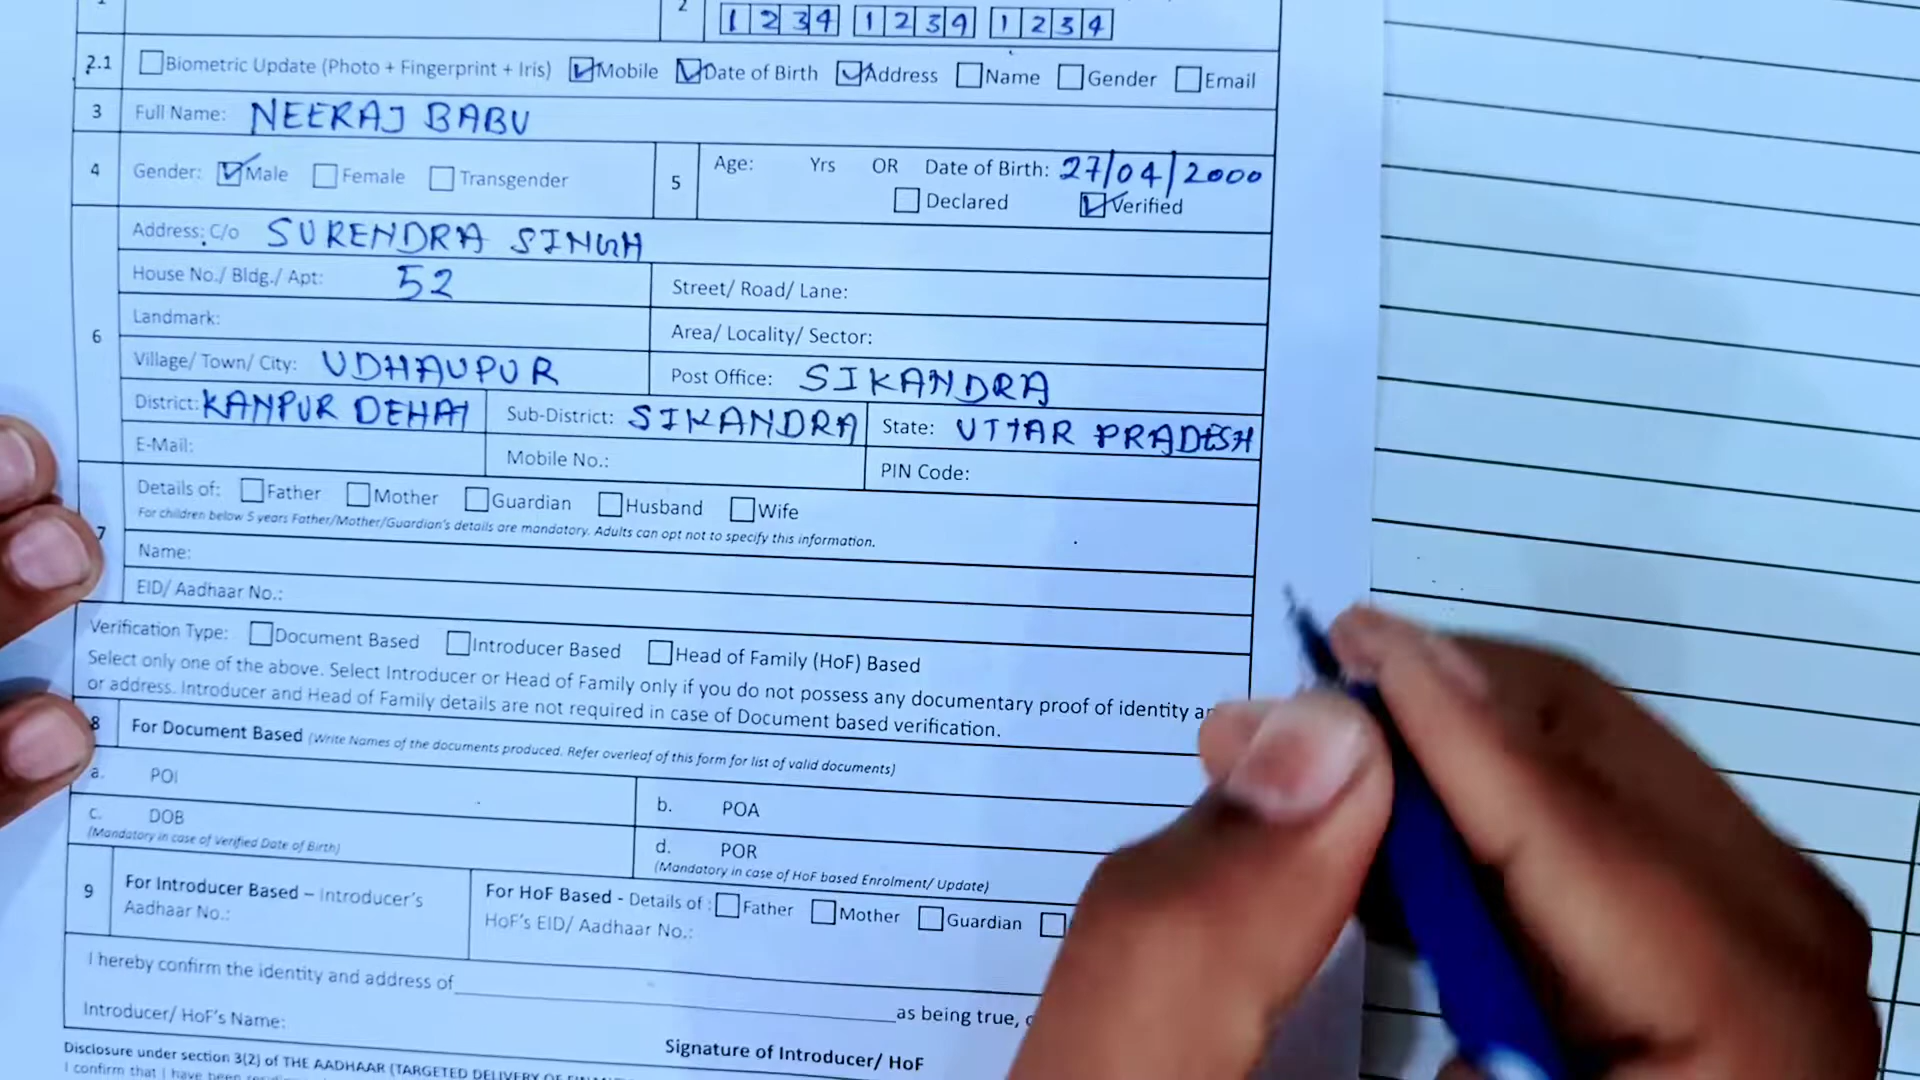 2 1234 1234 1234
2.1 Biometric Update (Photo + Fingerprint + Iris) Mobile Date of Birth Address Name Gender Email
3 Full Name: NEERAJ BABU
4 Gender: Male Female Transgender 5 Age: Yrs OR Date of Birth: 27/04/2000
Declared Verified
6 Address: C/o SURENDRA SINGH
House No./ Bldg./ Apt: 52 Street/ Road/ Lane:
Landmark: Area/ Locality/ Sector:
Village/ Town/ City: UDHAUPUR Post Office: SIKANDRA
District: KANPUR DEHAT Sub-District: SIKANDRA State: UTTAR PRADESH
E-Mail: Mobile No.: PIN Code:
7 Details of: Father Mother Guardian Husband Wife
For children below 5 years Father/Mother/Guardian's details are mandatory. Adults can opt not to specify this information.
Name:
EID/ Aadhaar No.:
Verification Type: Document Based Introducer Based Head of Family (HoF) Based
Select only one of the above. Select Introducer or Head of Family only if you do not possess any documentary proof of identity
or address. Introducer and Head of Family details are not required in case of Document based verification.
8 For Document Based (Write Names of the documents produced. Refer overleaf of this form for list of valid documents)
a. POI b. POA
c. DOB d. POR
(Mandatory in case of Verified Date of Birth) (Mandatory in case of HoF based Enrolment/ Update)
9 For Introducer Based – Introducer's For HoF Based - Details of : Father Mother Guardian
Aadhaar No.: HoF's EID/ Aadhaar No.:
I hereby confirm the identity and address of as being true,
Introducer/ HoF's Name:
Signature of Introducer/ HoF
Disclosure under section 3(2) of THE AADHAAR (TARGETED DELIVERY OF
I confirm that I have been